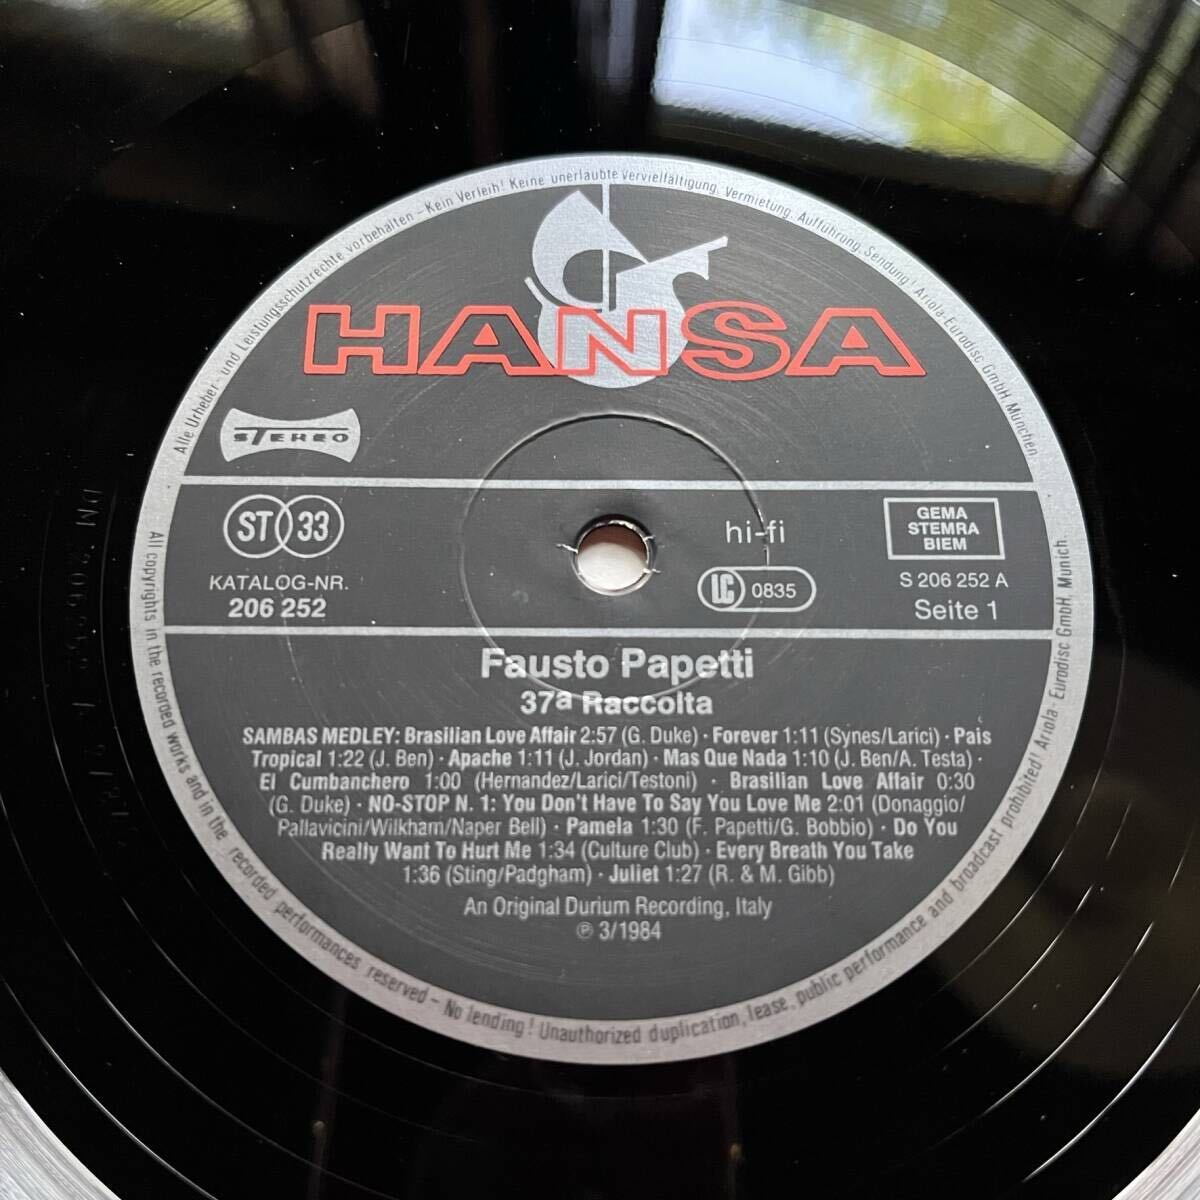 Alle Urheber- und Leistungsschutzrechte vorbehalten – Kein Verleih! Keine unerlaubte Vervielfältigung, Vermietung, Aufführung, Sendung! Ariola-Eurodisc GmbH, München
HANSA
STEREO
ST 33
KATALOG-NR.
206 252
hi-fi
LC 0835
GEMA
STEMRA
BIEM
S 206 252 A
Seite 1
Fausto Papetti
37a Raccolta
SAMBAS MEDLEY: Brasilian Love Affair 2:57 (G. Duke) · Forever 1:11 (Synes/Larici) · Pais
Tropical 1:22 (J. Ben) · Apache 1:11 (J. Jordan) · Mas Que Nada 1:10 (J. Ben/A. Testa) ·
El Cumbanchero 1:00 (Hernandez/Larici/Testoni) · Brasilian Love Affair 0:30
(G. Duke) · NO-STOP N. 1: You Don't Have To Say You Love Me 2:01 (Donaggio/
Pallavicini/Wilkham/Naper Bell) · Pamela 1:30 (F. Papetti/G. Bobbio) · Do You
Really Want To Hurt Me 1:34 (Culture Club) · Every Breath You Take
1:36 (Sting/Padgham) · Juliet 1:27 (R. & M. Gibb)
An Original Durium Recording, Italy
℗ 3/1984
All copyrights in the recorded works and in the recorded performances reserved – No lending! Unauthorized duplication, lease, public performance and broadcast prohibited! Ariola-Eurodisc GmbH, Munich